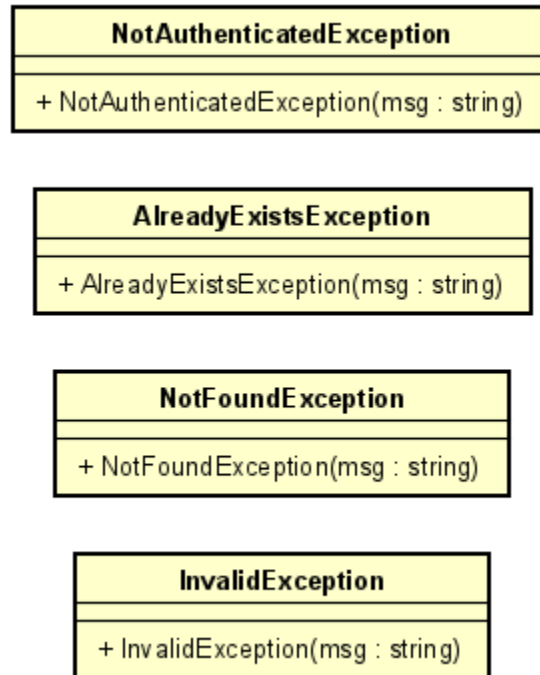 NotAuthenticatedException
+ NotAuthenticatedException(msg : string)
AlreadyExistsException
+ AlreadyExistsException(msg : string)
NotFoundException
+ NotFoundException(msg : string)
InvalidException
+ InvalidException(msg : string)